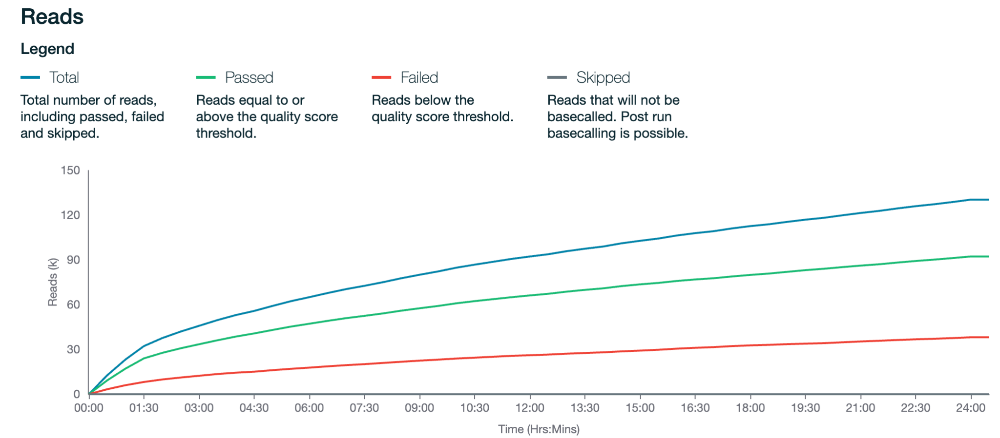 Reads
Legend
Total
Total number of reads,
including passed, failed
and skipped.
Passed
Reads equal to or
above the quality score
threshold.
Failed
Reads below the
quality score threshold.
Skipped
Reads that will not be
basecalled. Post run
basecalling is possible.
150
120
90
60
30
0
Reads (k)
00:00 01:30 03:00 04:30 06:00 07:30 09:00 10:30 12:00 13:30 15:00 16:30 18:00 19:30 21:00 22:30 24:00
Time (Hrs:Mins)